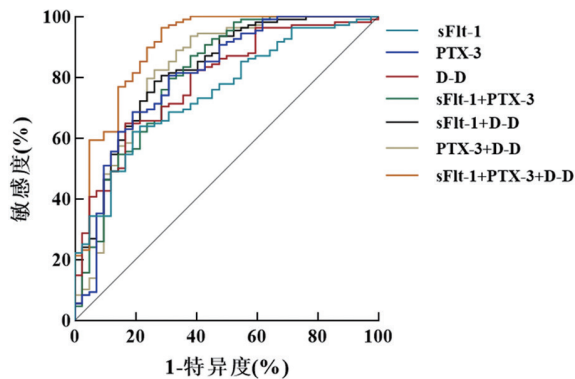 敏感度(%)
100
80
60
40
20
0
0 20 40 60 80 100
1-特异度(%)
sFlt-1
PTX-3
D-D
sFlt-1+PTX-3
sFlt-1+D-D
PTX-3+D-D
sFlt-1+PTX-3+D-D